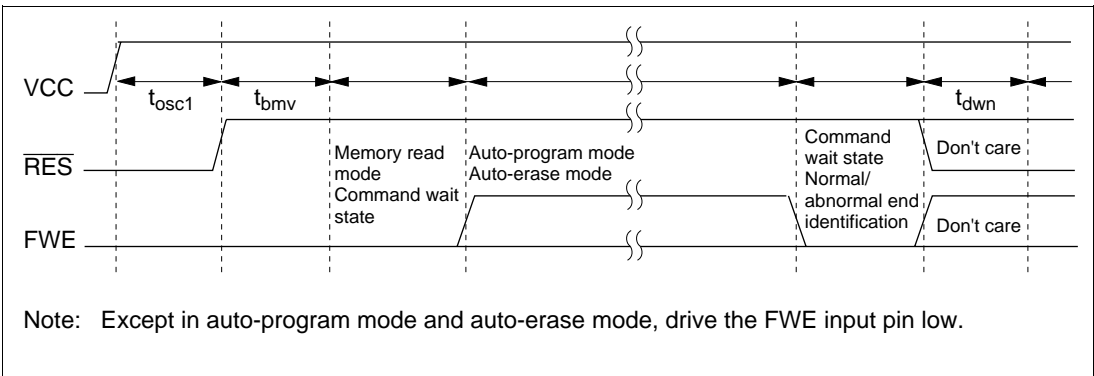 VCC
tosc1
tbmv
tdwn
RES
Memory read
mode
Command wait
state
Auto-program mode
Auto-erase mode
Command
wait state
Normal/
abnormal end
identification
Don't care
FWE
Don't care
Note: Except in auto-program mode and auto-erase mode, drive the FWE input pin low.